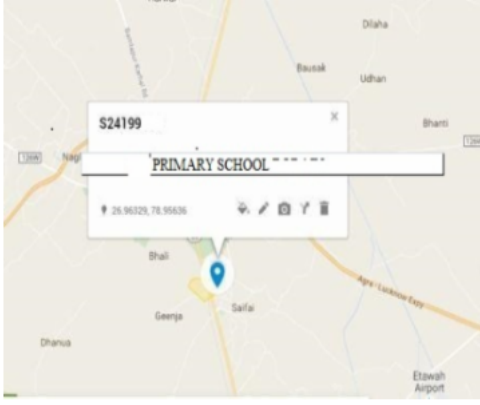 Dilaha
Bausak
Udhan
Bhanti
S24199
×
Nagl
PRIMARY SCHOOL
26.96329, 78.95636
Bhali
Saifai
Geenja
Agra - Lucknow Expy
Dhanua
Etawah
Airport